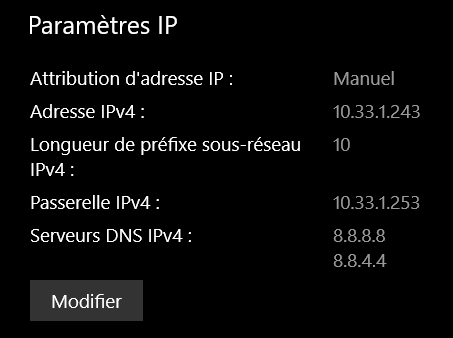 Paramètres IP
Attribution d'adresse IP : Manuel
Adresse IPv4 : 10.33.1.243
Longueur de préfixe sous-réseau 10
IPv4 :
Passerelle IPv4 : 10.33.1.253
Serveurs DNS IPv4 : 8.8.8.8
8.8.4.4
Modifier